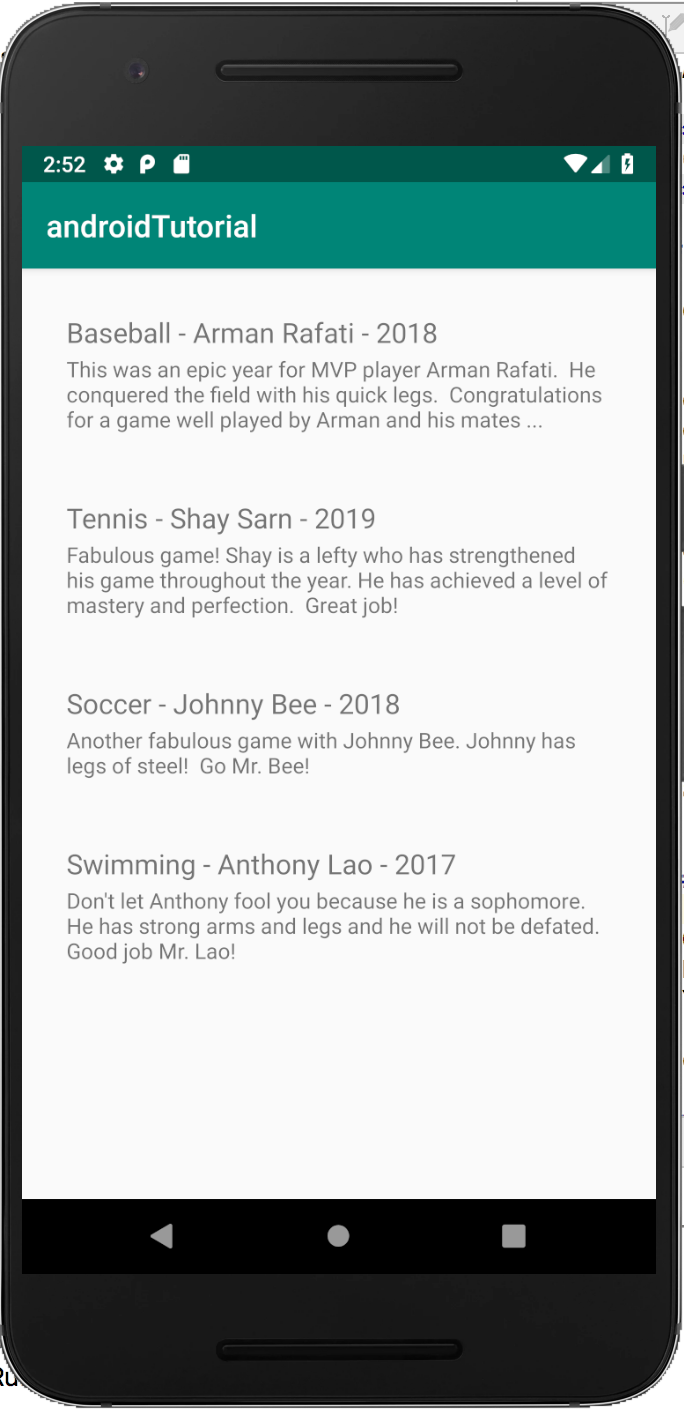 2:52
androidTutorial
Baseball - Arman Rafati - 2018
This was an epic year for MVP player Arman Rafati.  He
conquered the field with his quick legs.  Congratulations
for a game well played by Arman and his mates ...
Tennis - Shay Sarn - 2019
Fabulous game! Shay is a lefty who has strengthened
his game throughout the year. He has achieved a level of
mastery and perfection.  Great job!
Soccer - Johnny Bee - 2018
Another fabulous game with Johnny Bee. Johnny has
legs of steel!  Go Mr. Bee!
Swimming - Anthony Lao - 2017
Don't let Anthony fool you because he is a sophomore.
He has strong arms and legs and he will not be defated.
Good job Mr. Lao!